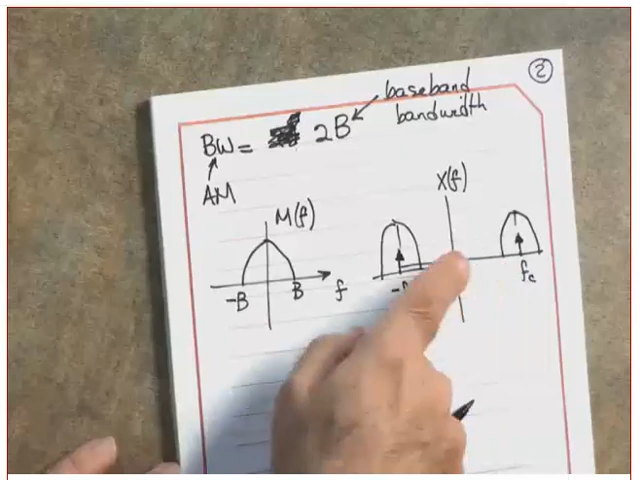 ②
baseband
bandwidth
BW = 2B
AM
X(f)
M(f)
-B B f
-f
fc